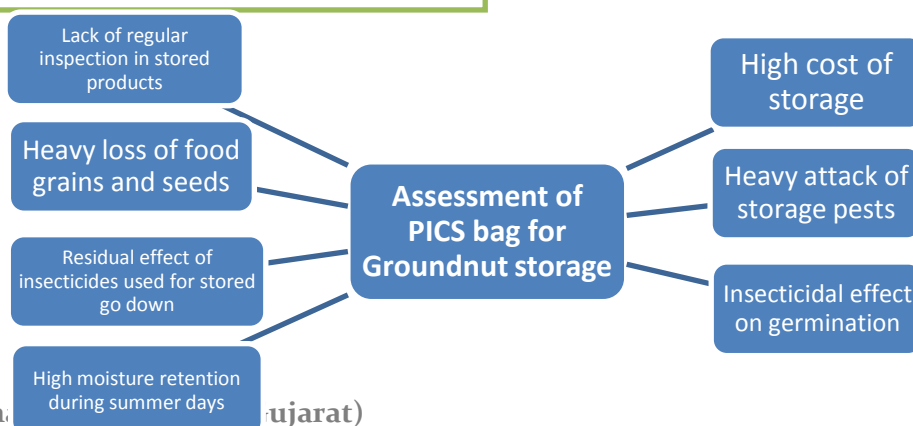 Lack of regular
inspection in stored
products
Heavy loss of food
grains and seeds
Residual effect of
insecticides used for stored
go down
High moisture retention
during summer days
Assessment of
PICS bag for
Groundnut storage
High cost of
storage
Heavy attack of
storage pests
Insecticidal effect
on germination
ujarat)